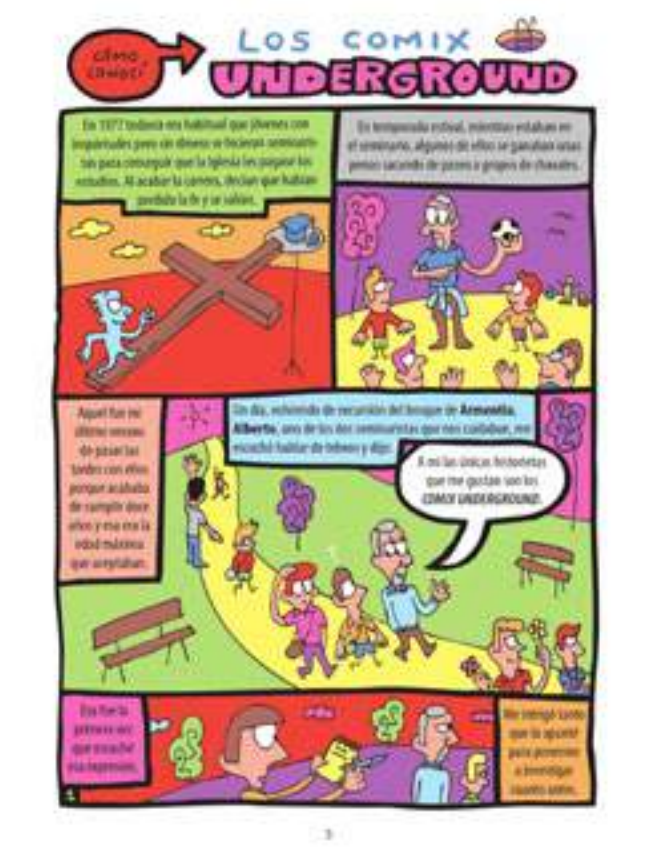 CÓMO
CONOCÍ
LOS COMIX
UNDERGROUND
En 1977 todavía era habitual que jóvenes con
inquietudes pero sin dinero se hicieran seminaris-
tas para conseguir que la Iglesia les pagase los
estudios. Al acabar la carrera, decían que habían
perdido la fe y se salían.
En temporada estival, mientras estaban en
el seminario, algunos de ellos se ganaban unas
perras sacando de paseo a grupos de chavales.
Aquel fue mi
último verano
de pasar las
tardes con ellos
porque acababa
de cumplir doce
años y esa era la
edad máxima
que aceptaban.
Un día, volviendo de excursión del bosque de Armentia,
Alberto, uno de los dos seminaristas que nos cuidaban, me
escuchó hablar de tebeos y dijo:
A mí las únicas historietas
que me gustan son los
COMIX UNDERGROUND.
Esa fue la
primera vez
que escuché
esa expresión.
Me intrigó tanto
que la apunté
para ponerme
a investigar
cuanto antes.
1
3